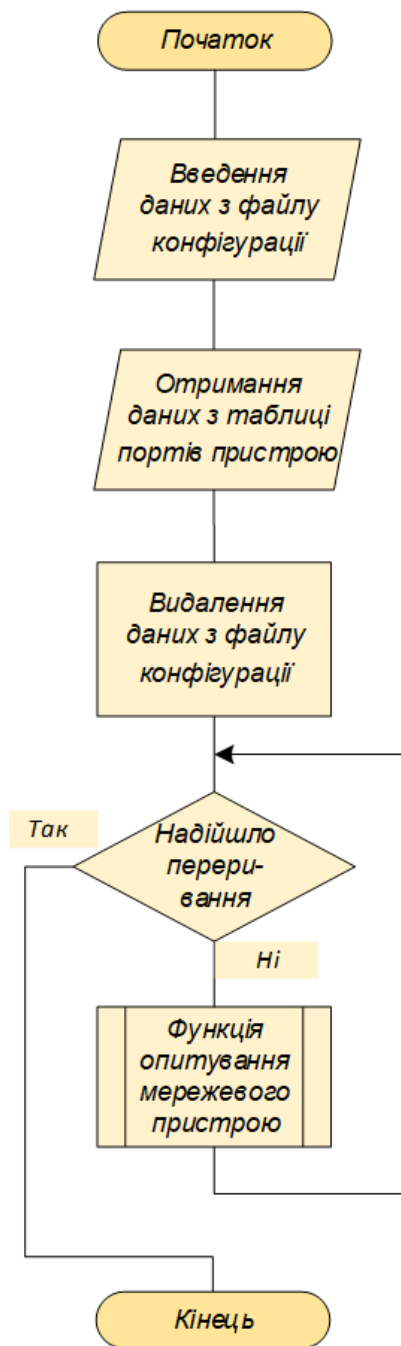 Початок
Введення
даних з файлу
конфігурації
Отримання
даних з таблиці
портів пристрою
Видалення
даних з файлу
конфігурації
Так
Надійшло
перери-
вання
Ні
Функція
опитування
мережевого
пристрою
Кінець